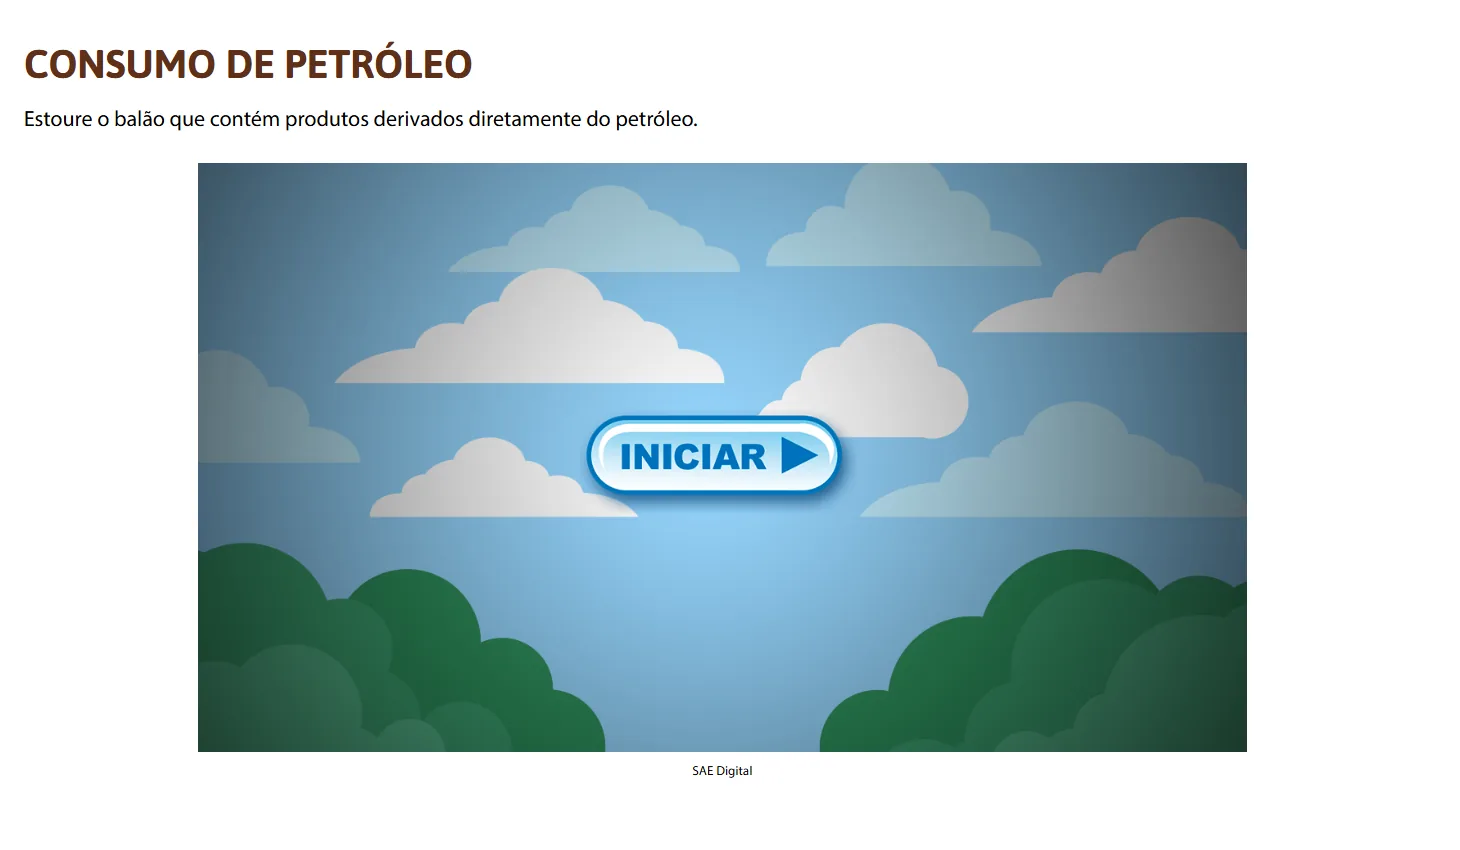 CONSUMO DE PETRÓLEO
Estoure o balão que contém produtos derivados diretamente do petróleo.
INICIAR
SAE Digital